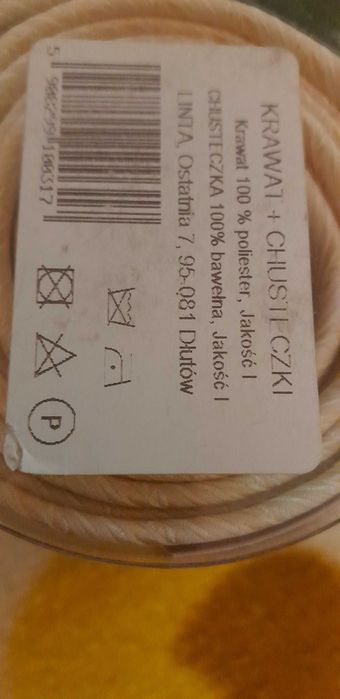 KRAWAT + CHUSTECZKI
Krawat 100 % poliester, Jakość I
CHUSTECZKA 100% bawełna, Jakość I
LINTA, Ostatnia 7, 95-081 Dłutów
P